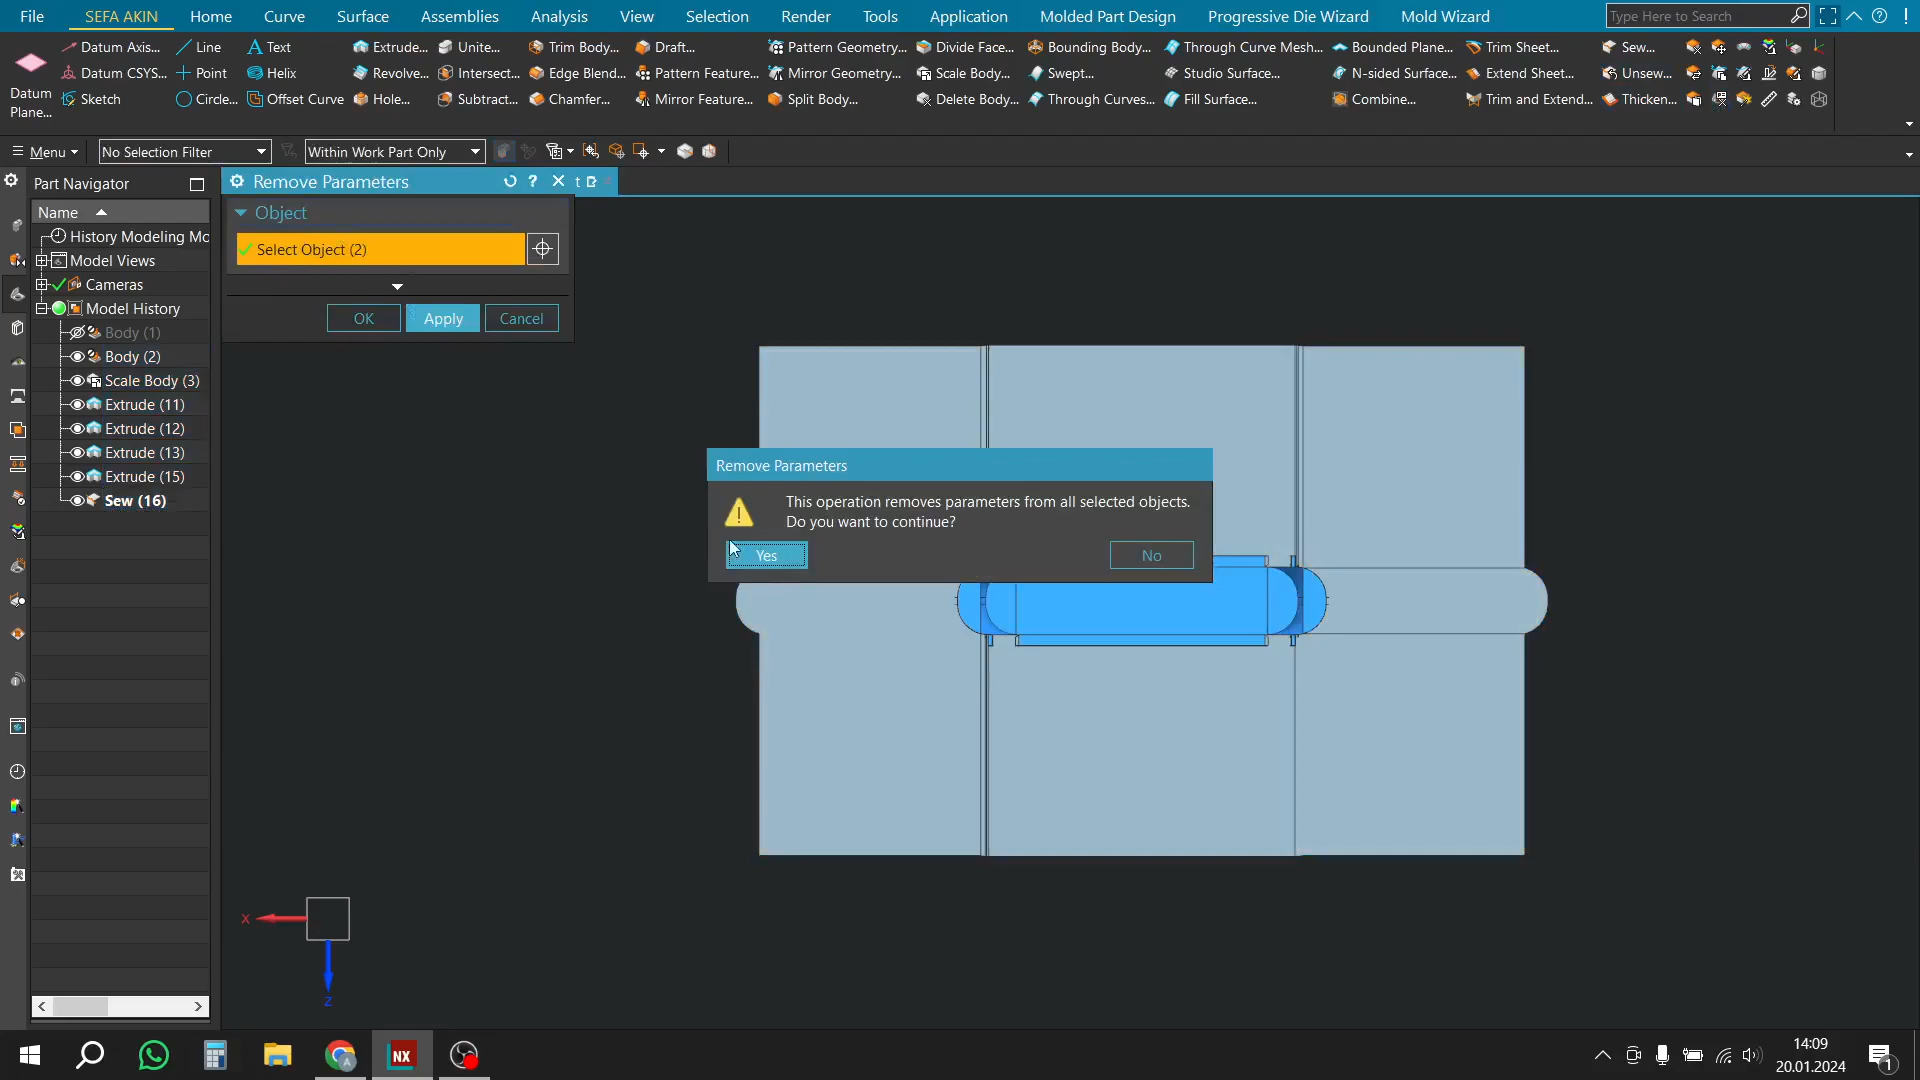 File SEFA AKIN Home Curve Surface Assemblies Analysis View Selection Render Tools Application Molded Part Design Progressive Die Wizard Mold Wizard Type Here to Search
Datum Axis... Line Text Extrude... Unite... Trim Body... Draft... Pattern Geometry... Divide Face... Bounding Body... Through Curve Mesh... Bounded Plane... Trim Sheet... Sew...
Datum CSYS... Point Helix Revolve... Intersect... Edge Blend... Pattern Feature... Mirror Geometry... Scale Body... Swept... Studio Surface... N-sided Surface... Extend Sheet... Unsew...
Datum Plane... Sketch Circle... Offset Curve Hole... Subtract... Chamfer... Mirror Feature... Split Body... Delete Body... Through Curves... Fill Surface... Combine... Trim and Extend... Thicken...
Menu No Selection Filter Within Work Part Only
Part Navigator
Name
History Modeling Mo
Model Views
Cameras
Model History
Body (1)
Body (2)
Scale Body (3)
Extrude (11)
Extrude (12)
Extrude (13)
Extrude (15)
Sew (16)
Remove Parameters ? t
Object
Select Object (2)
OK Apply Cancel
Remove Parameters
This operation removes parameters from all selected objects.
Do you want to continue?
Yes No
X
Z
NX
14:09
20.01.2024
1